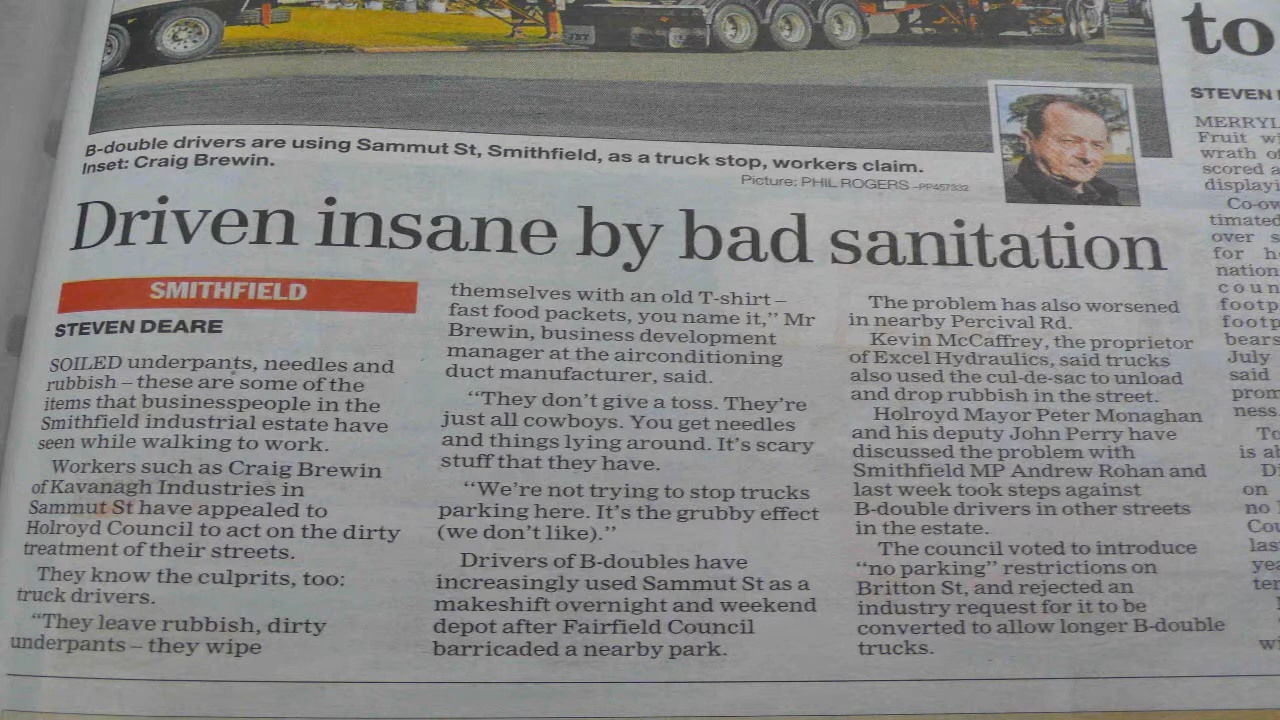 B-double drivers are using Sammut St, Smithfield, as a truck stop, workers claim.
Inset: Craig Brewin.
Picture: PHIL ROGERS -PP457332
Driven insane by bad sanitation
SMITHFIELD
STEVEN DEARE
SOILED underpants, needles and
rubbish – these are some of the
items that businesspeople in the
Smithfield industrial estate have
seen while walking to work.
Workers such as Craig Brewin
of Kavanagh Industries in
Sammut St have appealed to
Holroyd Council to act on the dirty
treatment of their streets.
They know the culprits, too:
truck drivers.
“They leave rubbish, dirty
underpants – they wipe
themselves with an old T-shirt –
fast food packets, you name it,” Mr
Brewin, business development
manager at the airconditioning
duct manufacturer, said.
“They don’t give a toss. They’re
just all cowboys. You get needles
and things lying around. It’s scary
stuff that they have.
“We’re not trying to stop trucks
parking here. It’s the grubby effect
(we don’t like).”
Drivers of B-doubles have
increasingly used Sammut St as a
makeshift overnight and weekend
depot after Fairfield Council
barricaded a nearby park.
The problem has also worsened
in nearby Percival Rd.
Kevin McCaffrey, the proprietor
of Excel Hydraulics, said trucks
also used the cul-de-sac to unload
and drop rubbish in the street.
Holroyd Mayor Peter Monaghan
and his deputy John Perry have
discussed the problem with
Smithfield MP Andrew Rohan and
last week took steps against
B-double drivers in other streets
in the estate.
The council voted to introduce
“no parking” restrictions on
Britton St, and rejected an
industry request for it to be
converted to allow longer B-double
trucks.
to
STEVEN
MERRYL
Fruit w
wrath of
scored a
displayi
Co-ow
timated
over s
for h
nation
coun
footp
footp
bears
July
said
prom
ness
To
is ab
D
on
no
Cou
las
yea
ter
w